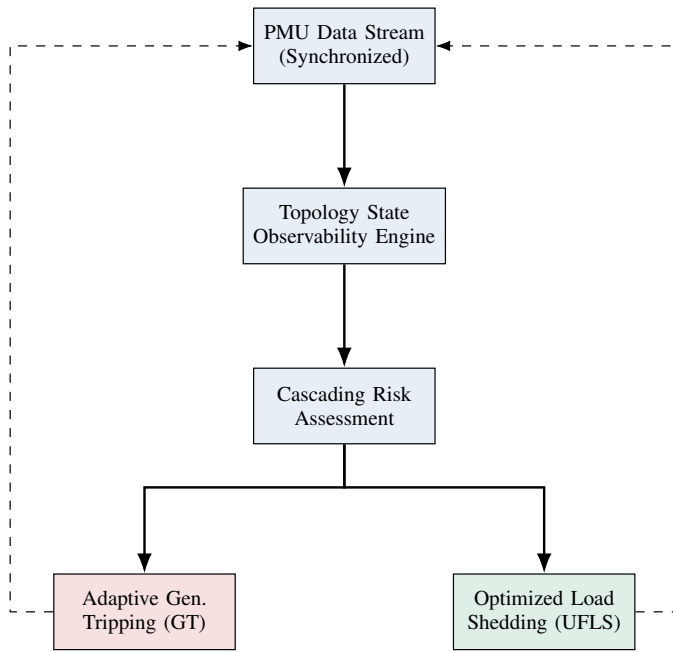 PMU Data Stream
(Synchronized)
Topology State
Observability Engine
Cascading Risk
Assessment
Adaptive Gen.
Tripping (GT)
Optimized Load
Shedding (UFLS)